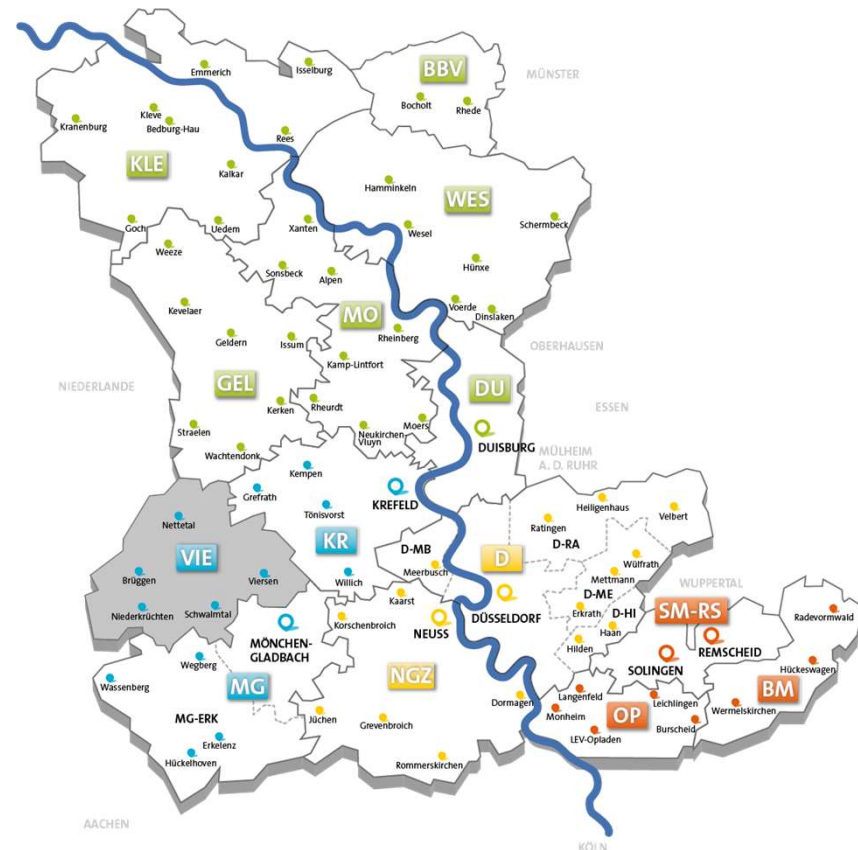 Emmerich
Isselburg
BBV
MÜNSTER
Bocholt
Rhede
Kranenburg
Kleve
Bedburg-Hau
Rees
KLE
Kalkar
Hamminkeln
WES
Goch
Uedem
Xanten
Wesel
Schermbeck
Weeze
Sonsbeck
Alpen
Hünxe
Kevelaer
MO
Voerde
Dinslaken
Geldern
Issum
Rheinberg
OBERHAUSEN
Kamp-Lintfort
NIEDERLANDE
GEL
DU
ESSEN
Kerken
Rheurdt
Straelen
Neukirchen
Vluyn
Moers
DUISBURG
MÜLHEIM
A. D. RUHR
Wachtendonk
Kempen
Grefrath
KREFELD
Heiligenhaus
Tönisvorst
Nettetal
Ratingen
Velbert
VIE
KR
D-MB
D
D-RA
Brüggen
Viersen
Willich
Meerbusch
Wülfrath
Mettmann
WUPPERTAL
D-ME
Niederkrüchten
Schwalmtal
Kaarst
DÜSSELDORF
Erkrath
D-HI
SM-RS
Korschenbroich
NEUSS
Haan
Radevormwald
MÖNCHEN-
GLADBACH
Hilden
REMSCHEID
Wegberg
SOLINGEN
Hückeswagen
Wassenberg
MG
NGZ
BM
Dormagen
Langenfeld
Leichlingen
Wermelskirchen
MG-ERK
Jüchen
Grevenbroich
Monheim
OP
Burscheid
Erkelenz
LEV-Opladen
Hückelhoven
Rommerskirchen
AACHEN
KÖLN